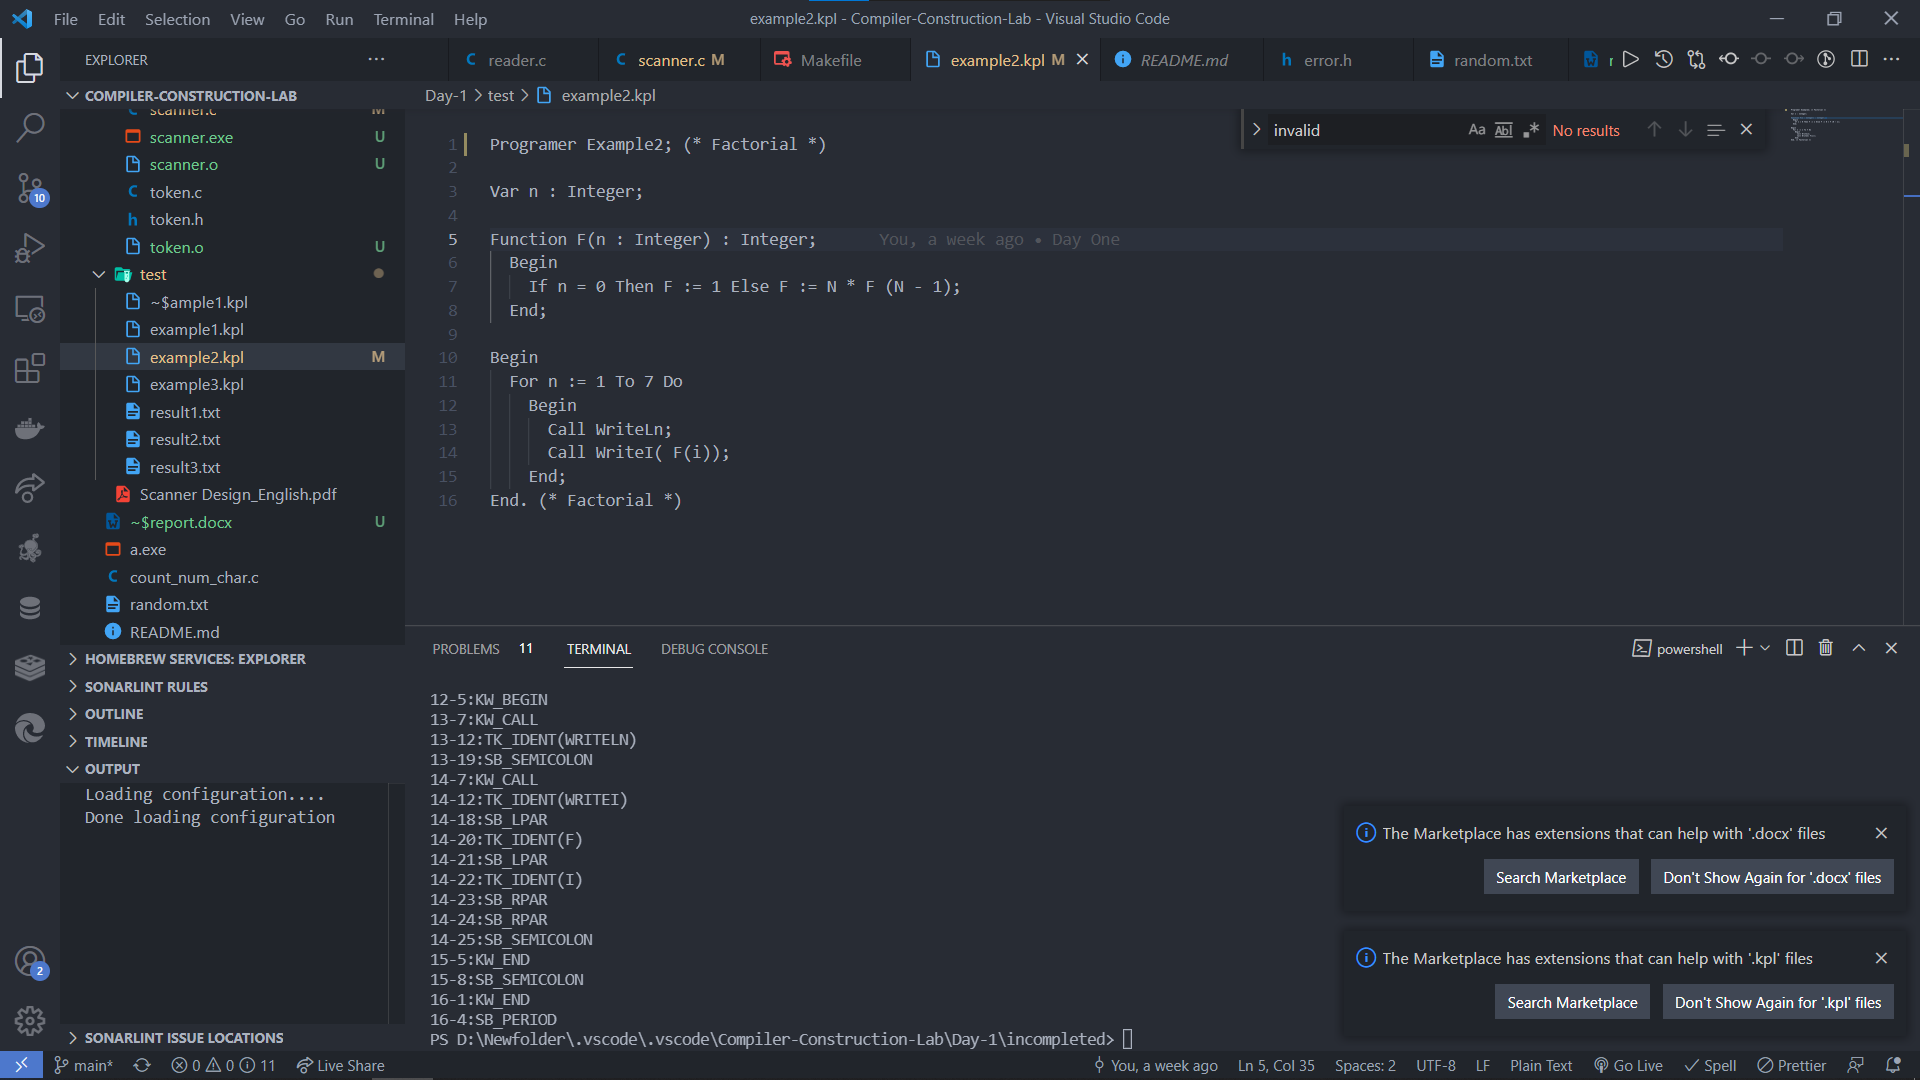 File Edit Selection View Go Run Terminal Help
example2.kpl - Compiler-Construction-Lab - Visual Studio Code
EXPLORER
reader.c
scanner.c M
Makefile
example2.kpl M
README.md
error.h
random.txt
COMPILER-CONSTRUCTION-LAB
scanner.c M
scanner.exe U
scanner.o U
token.c
token.h
token.o U
test
~$ample1.kpl
example1.kpl
example2.kpl M
example3.kpl
result1.txt
result2.txt
result3.txt
Scanner Design_English.pdf
~$report.docx U
a.exe
count_num_char.c
random.txt
README.md
HOMEBREW SERVICES: EXPLORER
SONARLINT RULES
OUTLINE
TIMELINE
OUTPUT
Loading configuration....
Done loading configuration
SONARLINT ISSUE LOCATIONS
10
2
Day-1 > test > example2.kpl
invalid
Aa Abl .* No results
1 Programer Example2; (* Factorial *)
2
3 Var n : Integer;
4
5 Function F(n : Integer) : Integer; You, a week ago • Day One
6 Begin
7 If n = 0 Then F := 1 Else F := N * F (N - 1);
8 End;
9
10 Begin
11 For n := 1 To 7 Do
12 Begin
13 Call WriteLn;
14 Call WriteI( F(i));
15 End;
16 End. (* Factorial *)
PROBLEMS 11 TERMINAL DEBUG CONSOLE
powershell
12-5:KW_BEGIN
13-7:KW_CALL
13-12:TK_IDENT(WRITELN)
13-19:SB_SEMICOLON
14-7:KW_CALL
14-12:TK_IDENT(WRITEI)
14-18:SB_LPAR
14-20:TK_IDENT(F)
14-21:SB_LPAR
14-22:TK_IDENT(I)
14-23:SB_RPAR
14-24:SB_RPAR
14-25:SB_SEMICOLON
15-5:KW_END
15-8:SB_SEMICOLON
16-1:KW_END
16-4:SB_PERIOD
PS D:\Newfolder\.vscode\.vscode\Compiler-Construction-Lab\Day-1\incompleted>
The Marketplace has extensions that can help with '.docx' files
Search Marketplace
Don't Show Again for '.docx' files
The Marketplace has extensions that can help with '.kpl' files
Search Marketplace
Don't Show Again for '.kpl' files
main* 0 0 11 Live Share
You, a week ago Ln 5, Col 35 Spaces: 2 UTF-8 LF Plain Text Go Live Spell Prettier